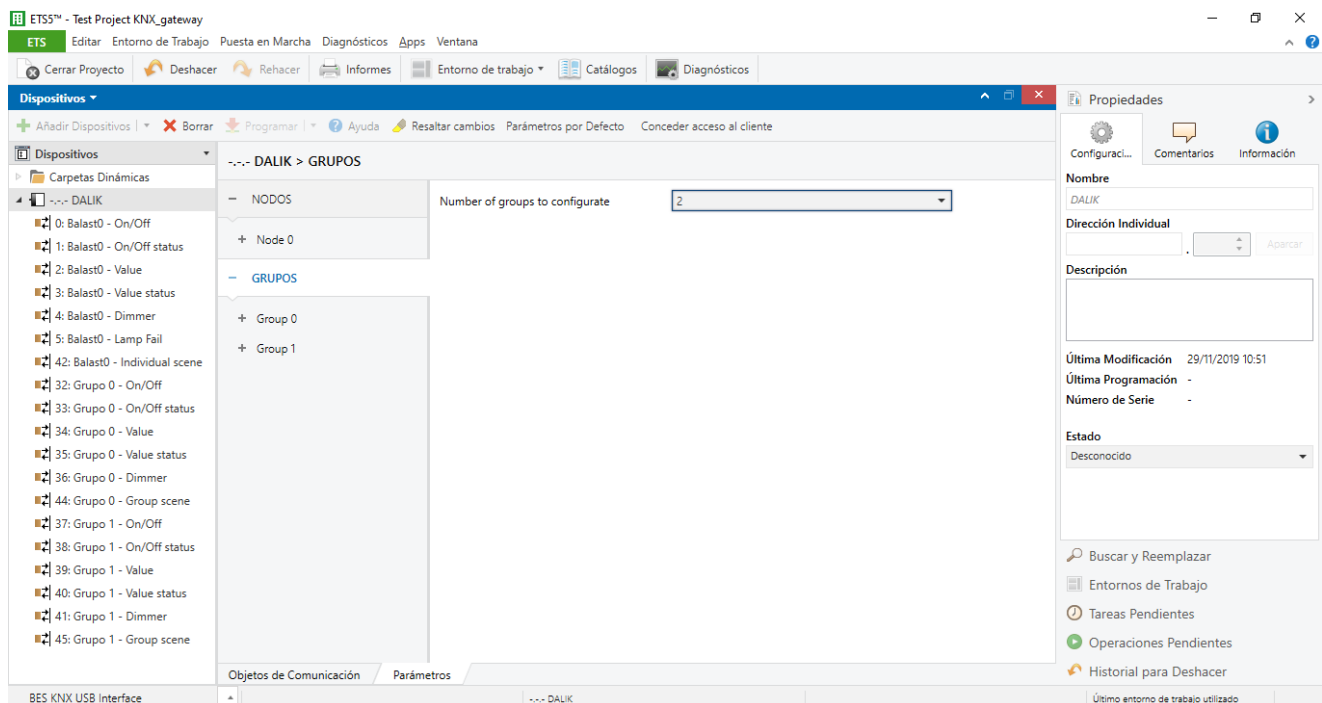 ETS5™ - Test Project KNX_gateway
ETS Editar Entorno de Trabajo Puesta en Marcha Diagnósticos Apps Ventana
Cerrar Proyecto Deshacer Rehacer Informes Entorno de trabajo Catálogos Diagnósticos
Dispositivos
Añadir Dispositivos Borrar Programar Ayuda Resaltar cambios Parámetros por Defecto Conceder acceso al cliente
Dispositivos
Carpetas Dinámicas
-.-.- DALIK
0: Balast0 - On/Off
1: Balast0 - On/Off status
2: Balast0 - Value
3: Balast0 - Value status
4: Balast0 - Dimmer
5: Balast0 - Lamp Fail
42: Balast0 - Individual scene
32: Grupo 0 - On/Off
33: Grupo 0 - On/Off status
34: Grupo 0 - Value
35: Grupo 0 - Value status
36: Grupo 0 - Dimmer
44: Grupo 0 - Group scene
37: Grupo 1 - On/Off
38: Grupo 1 - On/Off status
39: Grupo 1 - Value
40: Grupo 1 - Value status
41: Grupo 1 - Dimmer
45: Grupo 1 - Group scene
-.-.- DALIK > GRUPOS
– NODOS
+ Node 0
– GRUPOS
+ Group 0
+ Group 1
Number of groups to configurate 2
Objetos de Comunicación Parámetros
Propiedades
Configuraci... Comentarios Información
Nombre
DALIK
Dirección Individual
. Aparcar
Descripción
Última Modificación 29/11/2019 10:51
Última Programación -
Número de Serie -
Estado
Desconocido
Buscar y Reemplazar
Entornos de Trabajo
Tareas Pendientes
Operaciones Pendientes
Historial para Deshacer
BES KNX USB Interface -.-.- DALIK Último entorno de trabajo utilizado